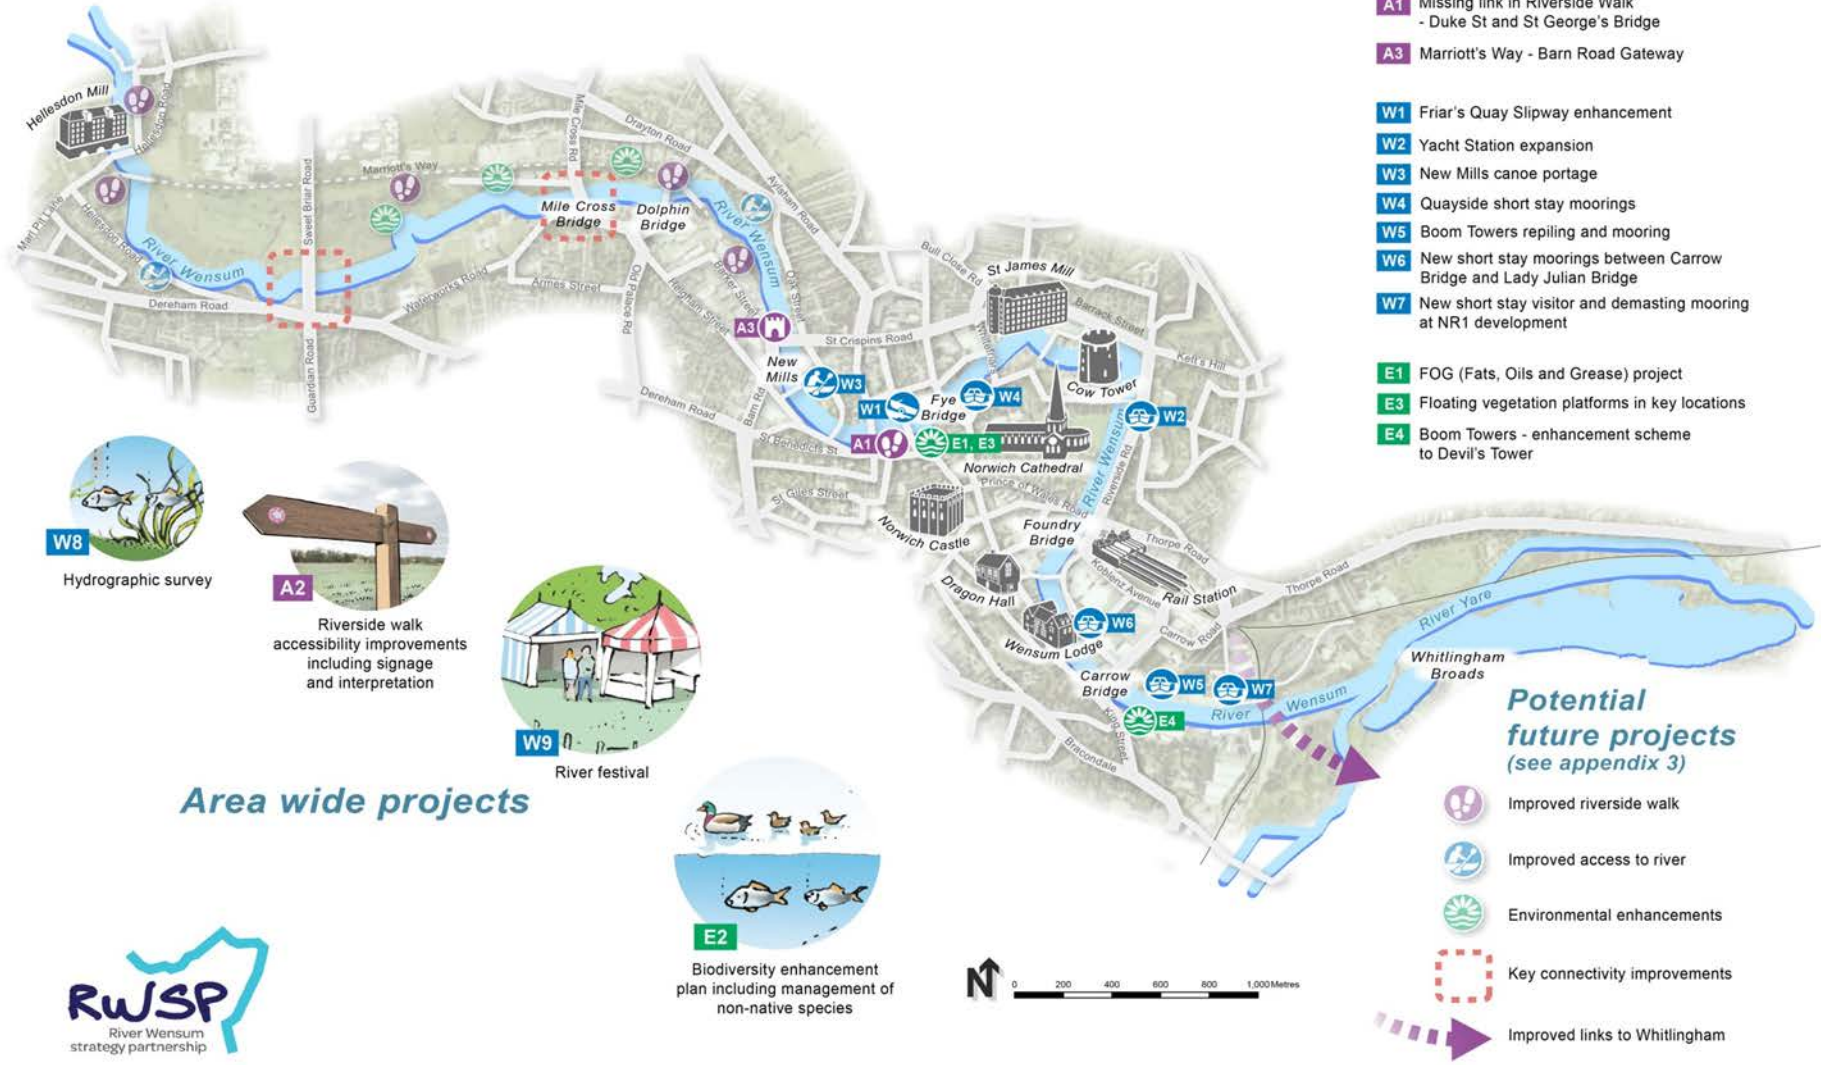 A1 Missing link in Riverside Walk
- Duke St and St George's Bridge
A3 Marriott's Way - Barn Road Gateway
W1 Friar's Quay Slipway enhancement
W2 Yacht Station expansion
W3 New Mills canoe portage
W4 Quayside short stay moorings
W5 Boom Towers repiling and mooring
W6 New short stay moorings between Carrow
Bridge and Lady Julian Bridge
W7 New short stay visitor and demasting mooring
at NR1 development
E1 FOG (Fats, Oils and Grease) project
E3 Floating vegetation platforms in key locations
E4 Boom Towers - enhancement scheme
to Devil's Tower
Hellesdon Mill
Hellesdon Road
Hellesdon Road
Marl Pit Lane
River Wensum
Dereham Road
Sweet Briar Road
Guardian Road
Marriott's Way
Waterworks Road
Mile Cross Rd
Mile Cross
Bridge
Drayton Road
Dolphin
Bridge
Aylsham Road
River Wensum
Armes Street
Old Palace Rd
Heigham Street
Barker Street
Oak Street
A3
St Crispins Road
New
Mills
W3
W1
Fye
Bridge
W4
Bull Close Rd
St James Mill
Barrack Street
Whitefriars
Cow Tower
Kett's Hill
W2
Dereham Road
Barn Rd
St Benedicts St
A1
E1, E3
Norwich Cathedral
River Wensum
Riverside Rd
St Giles Street
Prince of Wales Road
Norwich Castle
Foundry
Bridge
Thorpe Road
Koblenz Avenue
Rail Station
Thorpe Road
Dragon Hall
Wensum Lodge
W6
Carrow Road
Carrow
Bridge
W5
W7
E4
King Street
Bracondale
River Wensum
River Yare
Whitlingham
Broads
W8
Hydrographic survey
A2
Riverside walk
accessibility improvements
including signage
and interpretation
W9
River festival
Area wide projects
E2
Biodiversity enhancement
plan including management of
non-native species
Potential
future projects
(see appendix 3)
Improved riverside walk
Improved access to river
Environmental enhancements
Key connectivity improvements
Improved links to Whitlingham
RWSP
River Wensum
strategy partnership
N
0 200 400 600 800 1,000 Metres